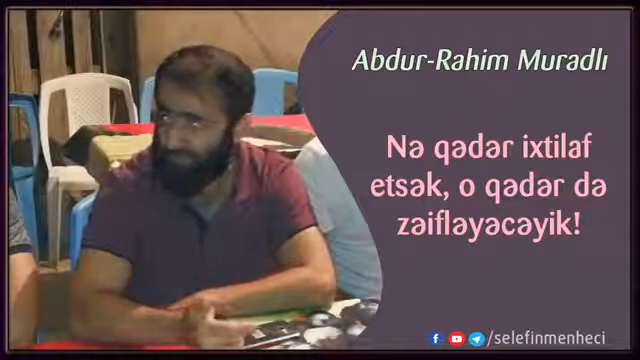 Abdur-Rahim Muradlı
Nə qədər ixtilaf
etsək, o qədər də
zəifləyəcəyik!
/selefinmenheci